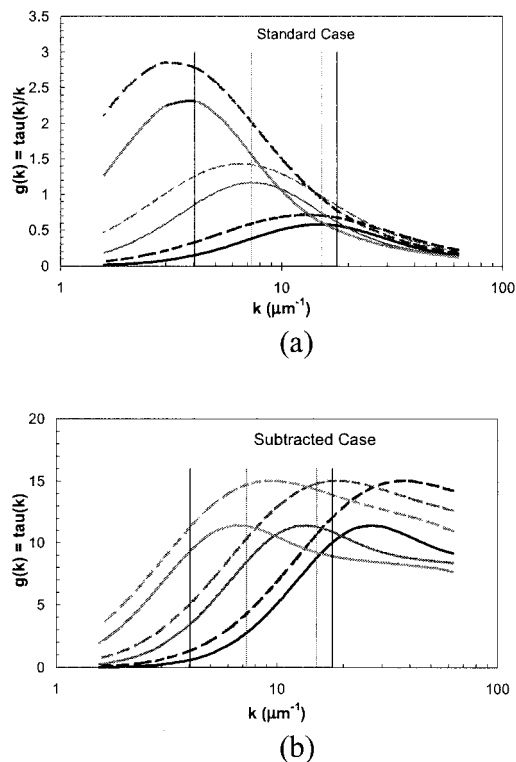 Standard Case
g(k) = tau(k)/k
3.5
3
2.5
2
1.5
1
0.5
0
1
10
100
k (μm⁻¹)
(a)
Subtracted Case
g(k) = tau(k)
20
15
10
5
0
1
10
100
k (μm⁻¹)
(b)